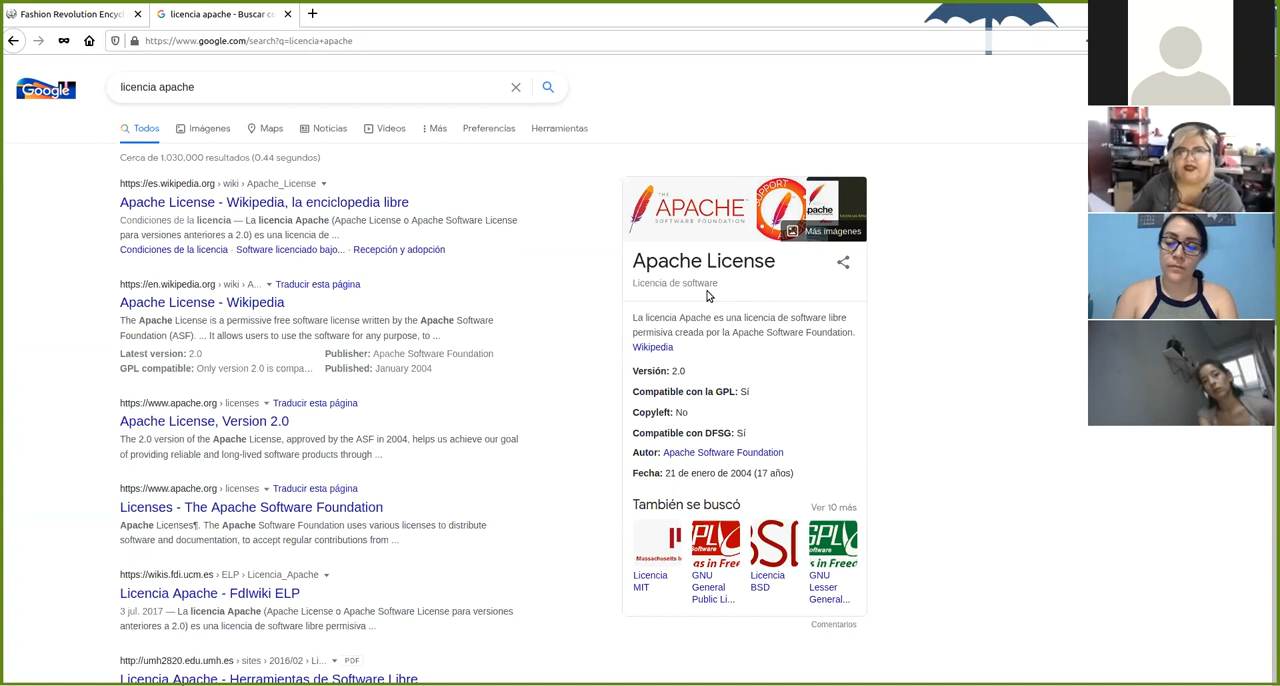 Fashion Revolution Encyc
licencia apache - Buscar co
https://www.google.com/search?q=licencia+apache
Google
licencia apache
Todos Imágenes Maps Noticias Videos Más Preferencias Herramientas
Cerca de 1,030,000 resultados (0.44 segundos)
https://es.wikipedia.org › wiki › Apache_License
Apache License - Wikipedia, la enciclopedia libre
Condiciones de la licencia — La licencia Apache (Apache License o Apache Software License
para versiones anteriores a 2.0) es una licencia de ...
Condiciones de la licencia · Software licenciado bajo... · Recepción y adopción
https://en.wikipedia.org › wiki › A... Traducir esta página
Apache License - Wikipedia
The Apache License is a permissive free software license written by the Apache Software
Foundation (ASF). ... It allows users to use the software for any purpose, to ...
Latest version: 2.0 Publisher: Apache Software Foundation
GPL compatible: Only version 2.0 is compa... Published: January 2004
https://www.apache.org › licenses Traducir esta página
Apache License, Version 2.0
The 2.0 version of the Apache License, approved by the ASF in 2004, helps us achieve our goal
of providing reliable and long-lived software products through ...
https://www.apache.org › licenses Traducir esta página
Licenses - The Apache Software Foundation
Apache Licenses¶. The Apache Software Foundation uses various licenses to distribute
software and documentation, to accept regular contributions from ...
https://wikis.fdi.ucm.es › ELP › Licencia_Apache
Licencia Apache - FdIwiki ELP
3 jul. 2017 — La licencia Apache (Apache License o Apache Software License para versiones
anteriores a 2.0) es una licencia de software libre permisiva ...
http://umh2820.edu.umh.es › sites › 2016/02 › Li... PDF
Licencia Apache - Herramientas de Software Libre
THE
APACHE
SOFTWARE FOUNDATION
SUPPORT
Más imágenes
Apache License
Licencia de software
La licencia Apache es una licencia de software libre
permisiva creada por la Apache Software Foundation.
Wikipedia
Versión: 2.0
Compatible con la GPL: Sí
Copyleft: No
Compatible con DFSG: Sí
Autor: Apache Software Foundation
Fecha: 21 de enero de 2004 (17 años)
También se buscó Ver 10 más
Licencia
MIT
GNU
General
Public Li...
Licencia
BSD
GNU
Lesser
General...
Comentarios